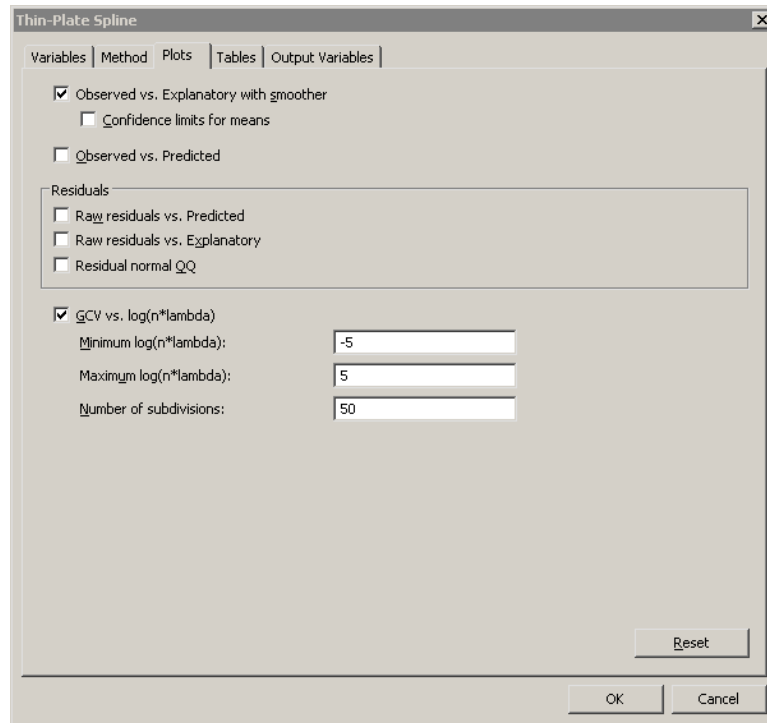 Thin-Plate Spline
Variables Method Plots Tables Output Variables
Observed vs. Explanatory with smoother
Confidence limits for means
Observed vs. Predicted
Residuals
Raw residuals vs. Predicted
Raw residuals vs. Explanatory
Residual normal QQ
GCV vs. log(n*lambda)
Minimum log(n*lambda): -5
Maximum log(n*lambda): 5
Number of subdivisions: 50
Reset
OK Cancel